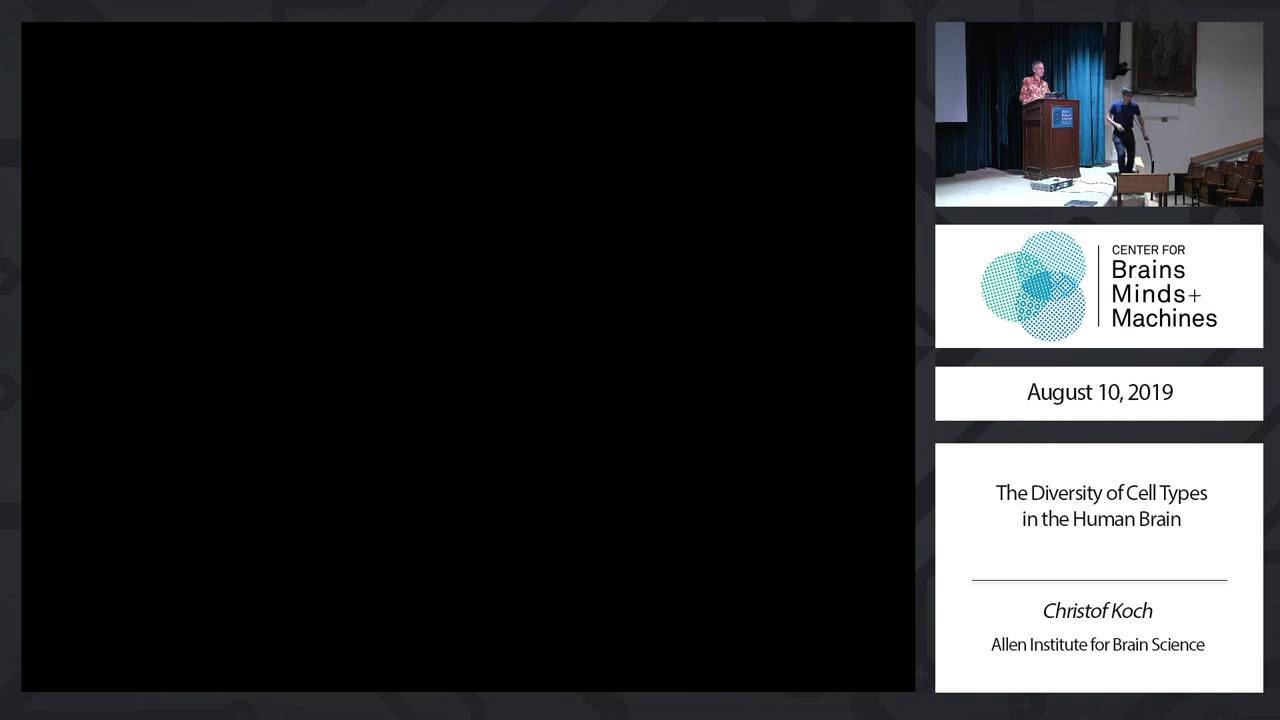 CENTER FOR
Brains
Minds+
Machines
August 10, 2019
The Diversity of Cell Types
in the Human Brain
Christof Koch
Allen Institute for Brain Science